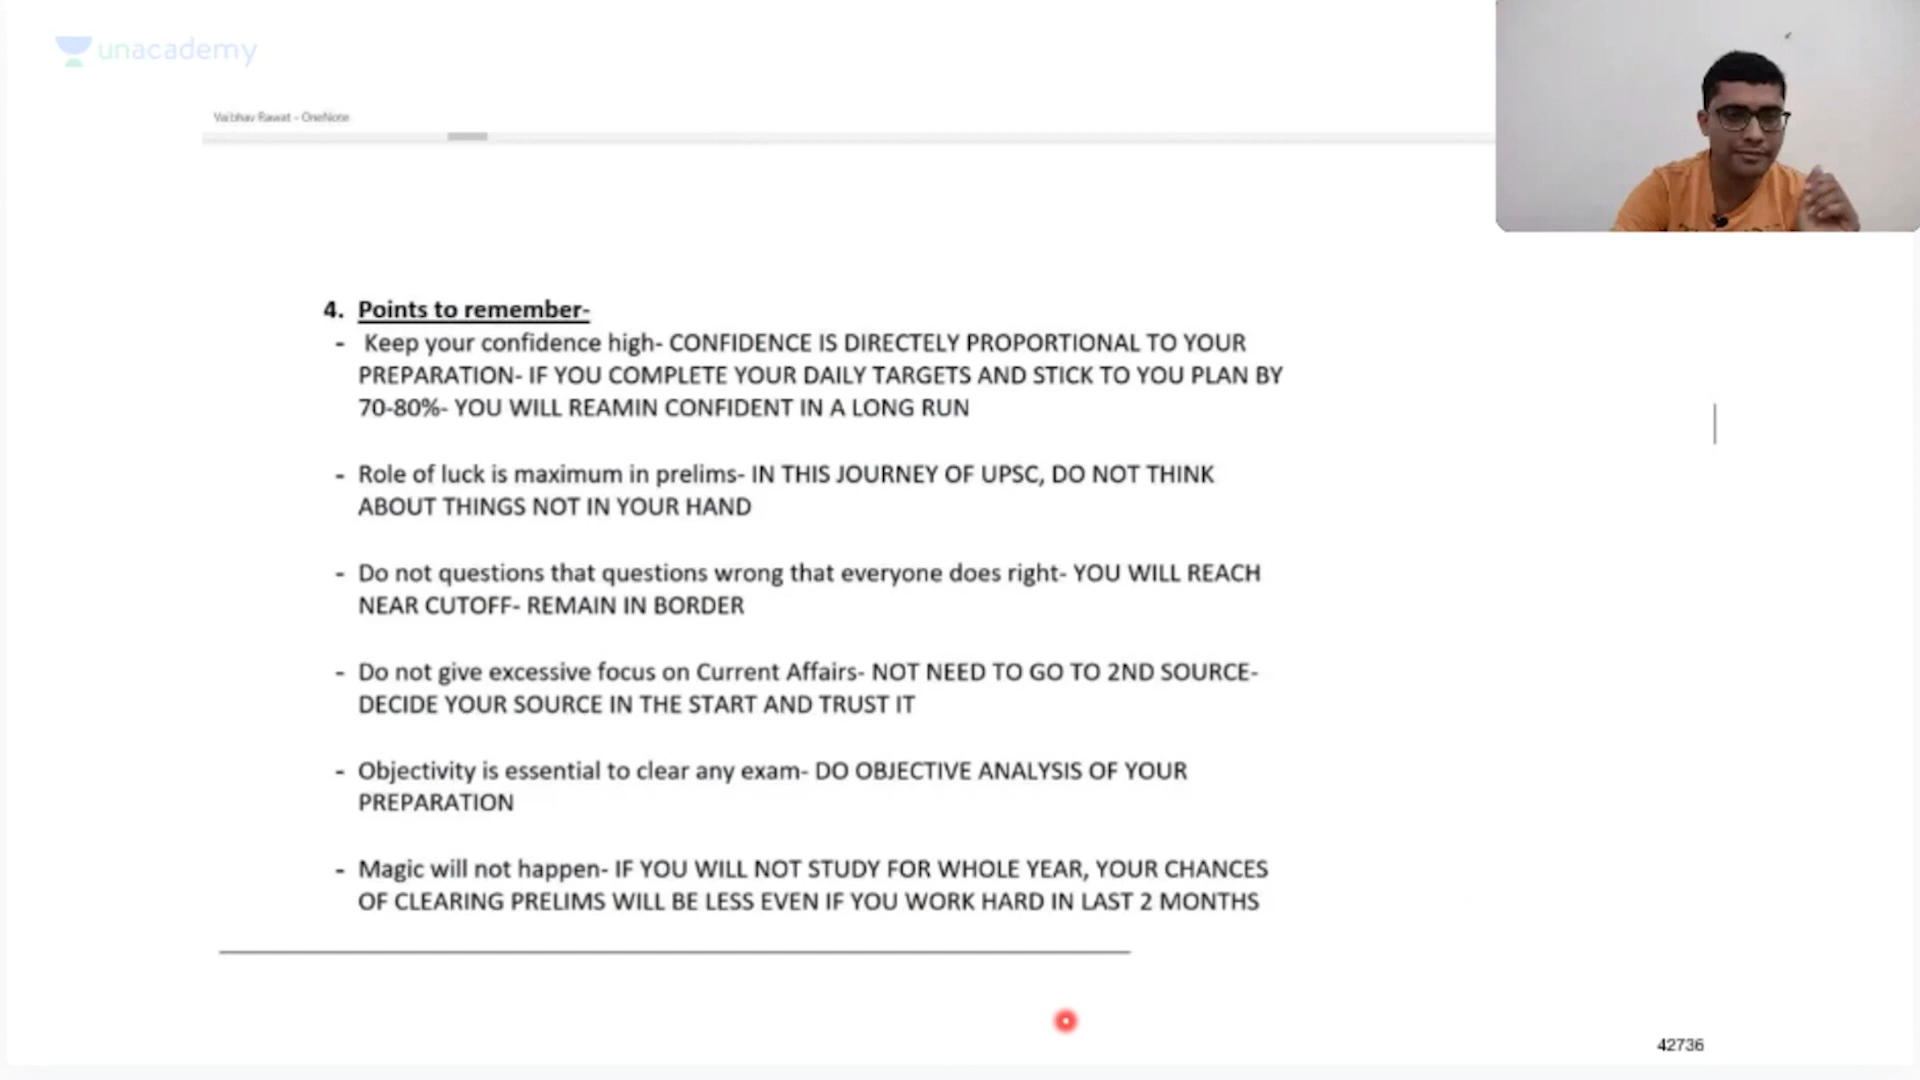 unacademy
Vaibhav Rawat - OneNote
4. Points to remember-
- Keep your confidence high- CONFIDENCE IS DIRECTELY PROPORTIONAL TO YOUR
PREPARATION- IF YOU COMPLETE YOUR DAILY TARGETS AND STICK TO YOU PLAN BY
70-80%- YOU WILL REAMIN CONFIDENT IN A LONG RUN
- Role of luck is maximum in prelims- IN THIS JOURNEY OF UPSC, DO NOT THINK
ABOUT THINGS NOT IN YOUR HAND
- Do not questions that questions wrong that everyone does right- YOU WILL REACH
NEAR CUTOFF- REMAIN IN BORDER
- Do not give excessive focus on Current Affairs- NOT NEED TO GO TO 2ND SOURCE-
DECIDE YOUR SOURCE IN THE START AND TRUST IT
- Objectivity is essential to clear any exam- DO OBJECTIVE ANALYSIS OF YOUR
PREPARATION
- Magic will not happen- IF YOU WILL NOT STUDY FOR WHOLE YEAR, YOUR CHANCES
OF CLEARING PRELIMS WILL BE LESS EVEN IF YOU WORK HARD IN LAST 2 MONTHS
42736